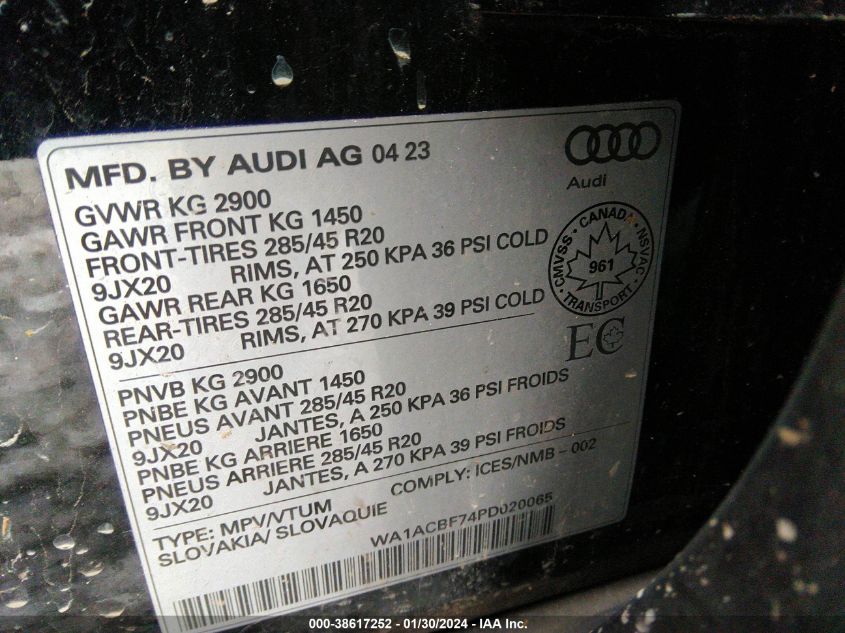 MFD. BY AUDI AG 04 23
Audi
GVWR KG 2900
GAWR FRONT KG 1450
FRONT-TIRES 285/45 R20
9JX20 RIMS, AT 250 KPA 36 PSI COLD
GAWR REAR KG 1650
REAR-TIRES 285/45 R20
9JX20 RIMS, AT 270 KPA 39 PSI COLD
CMVSS - CANADA - NSVAC
961
TRANSPORT
EC
PNVB KG 2900
PNBE KG AVANT 1450
PNEUS AVANT 285/45 R20
9JX20 JANTES, A 250 KPA 36 PSI FROIDS
PNBE KG ARRIERE 1650
PNEUS ARRIERE 285/45 R20
9JX20 JANTES, A 270 KPA 39 PSI FROIDS
TYPE: MPV/VTUM COMPLY: ICES/NMB - 002
SLOVAKIA/ SLOVAQUIE
WA1ACBF74PD020065
000-38617252 - 01/30/2024 - IAA Inc.